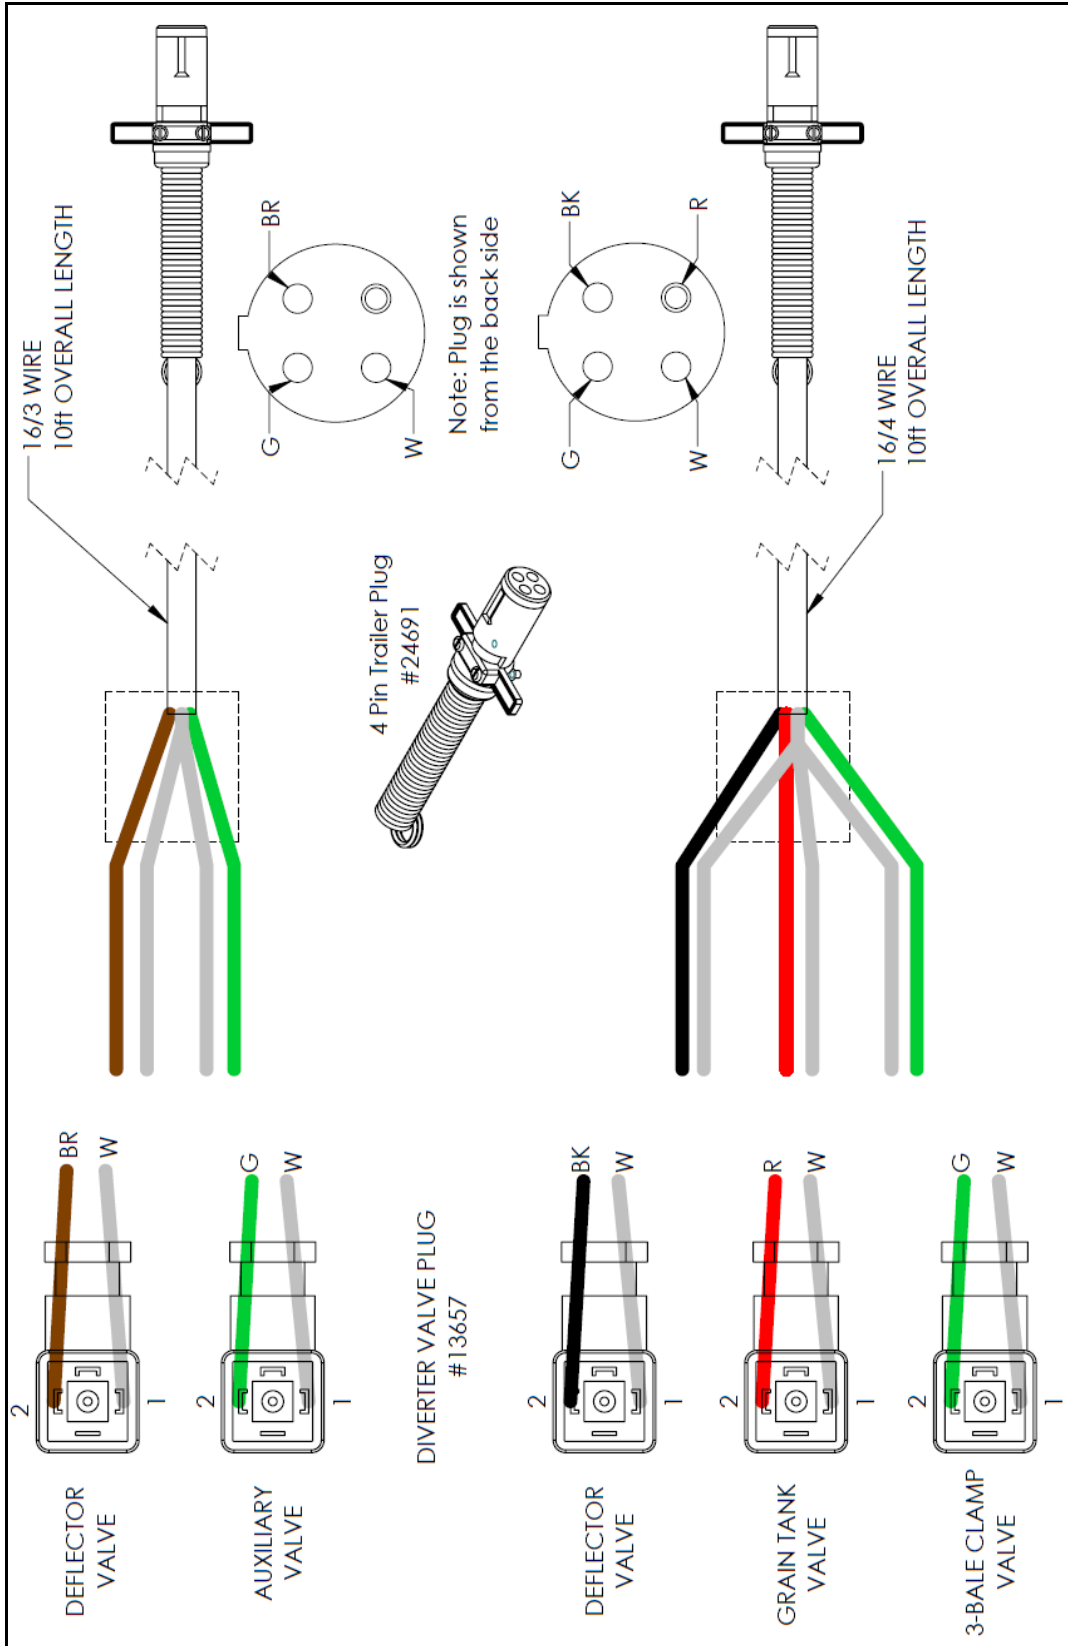 DEFLECTOR
VALVE
2
1
BR
W
16/3 WIRE
10ft OVERALL LENGTH
G
BR
W
AUXILIARY
VALVE
2
1
G
W
DIVERTER VALVE PLUG
#13657
4 Pin Trailer Plug
#24691
Note: Plug is shown
from the back side
DEFLECTOR
VALVE
2
1
BK
W
G
BK
W
R
GRAIN TANK
VALVE
2
1
R
W
16/4 WIRE
10ft OVERALL LENGTH
3-BALE CLAMP
VALVE
2
1
G
W